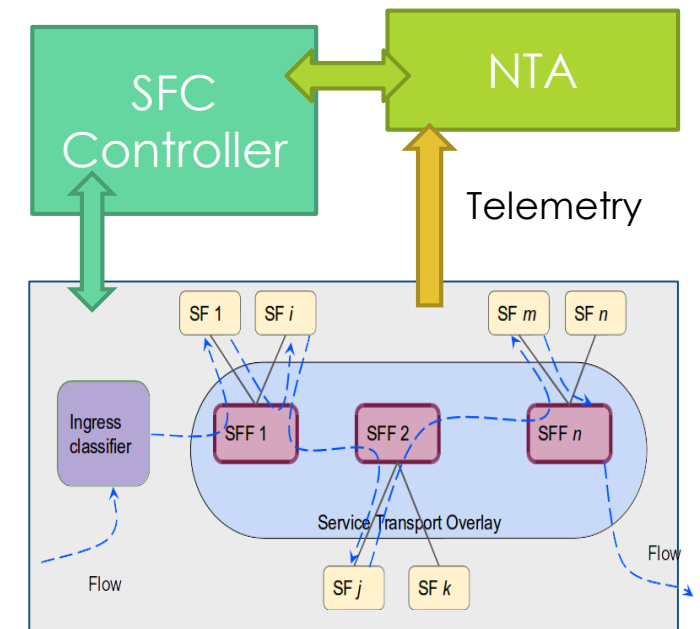 SFC
Controller
NTA
Telemetry
SF 1
SF i
SF m
SF n
Ingress
classifier
SFF 1
SFF 2
SFF n
Service Transport Overlay
Flow
Flow
SF j
SF k